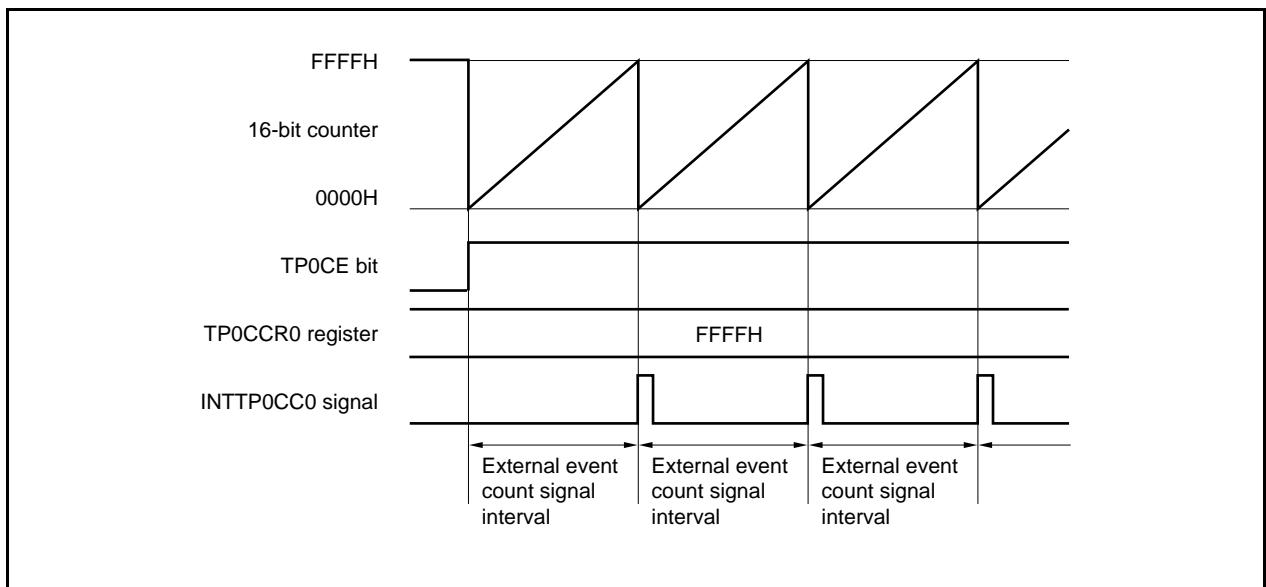 FFFFH
16-bit counter
0000H
TP0CE bit
TP0CCR0 register
FFFFH
INTTP0CC0 signal
External event
count signal
interval
External event
count signal
interval
External event
count signal
interval